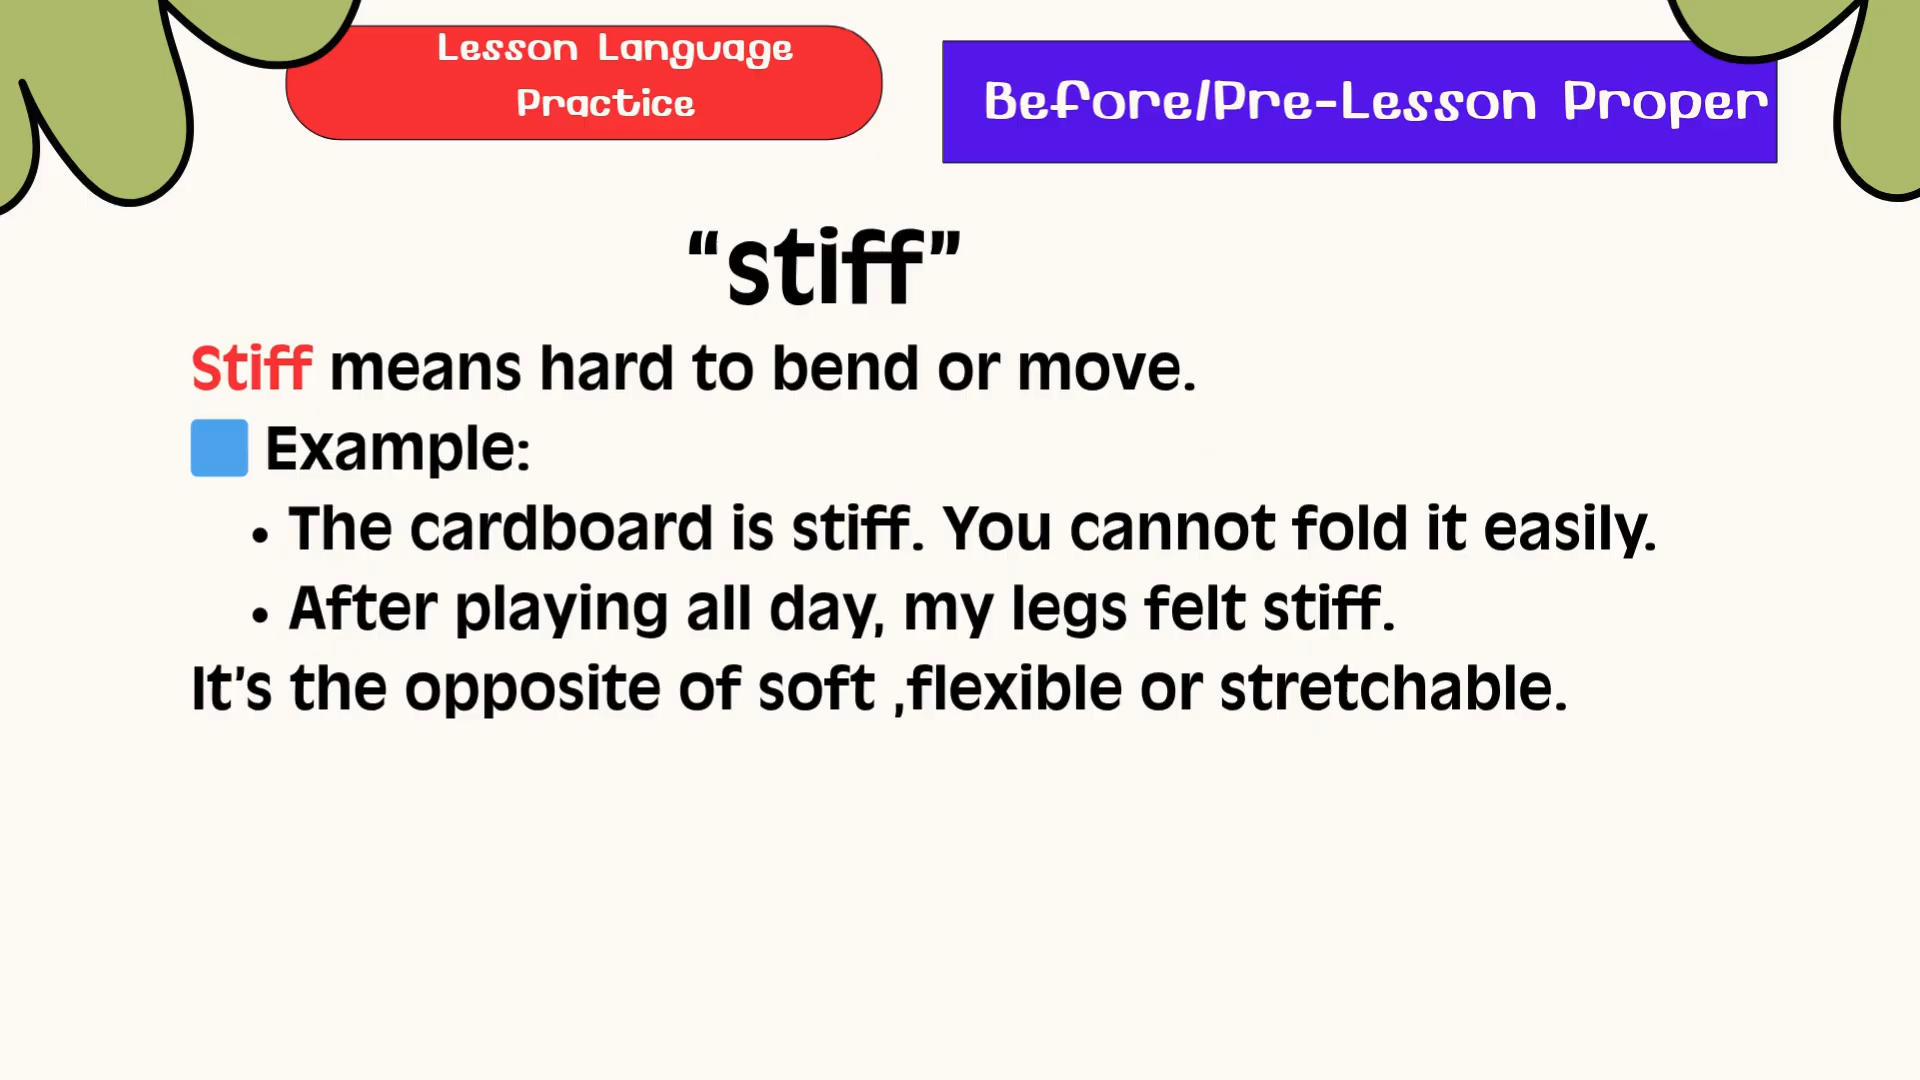 Lesson Language
Practice
Before/Pre-Lesson Proper
“stiff”
Stiff means hard to bend or move.
Example:
• The cardboard is stiff. You cannot fold it easily.
• After playing all day, my legs felt stiff.
It’s the opposite of soft ,flexible or stretchable.